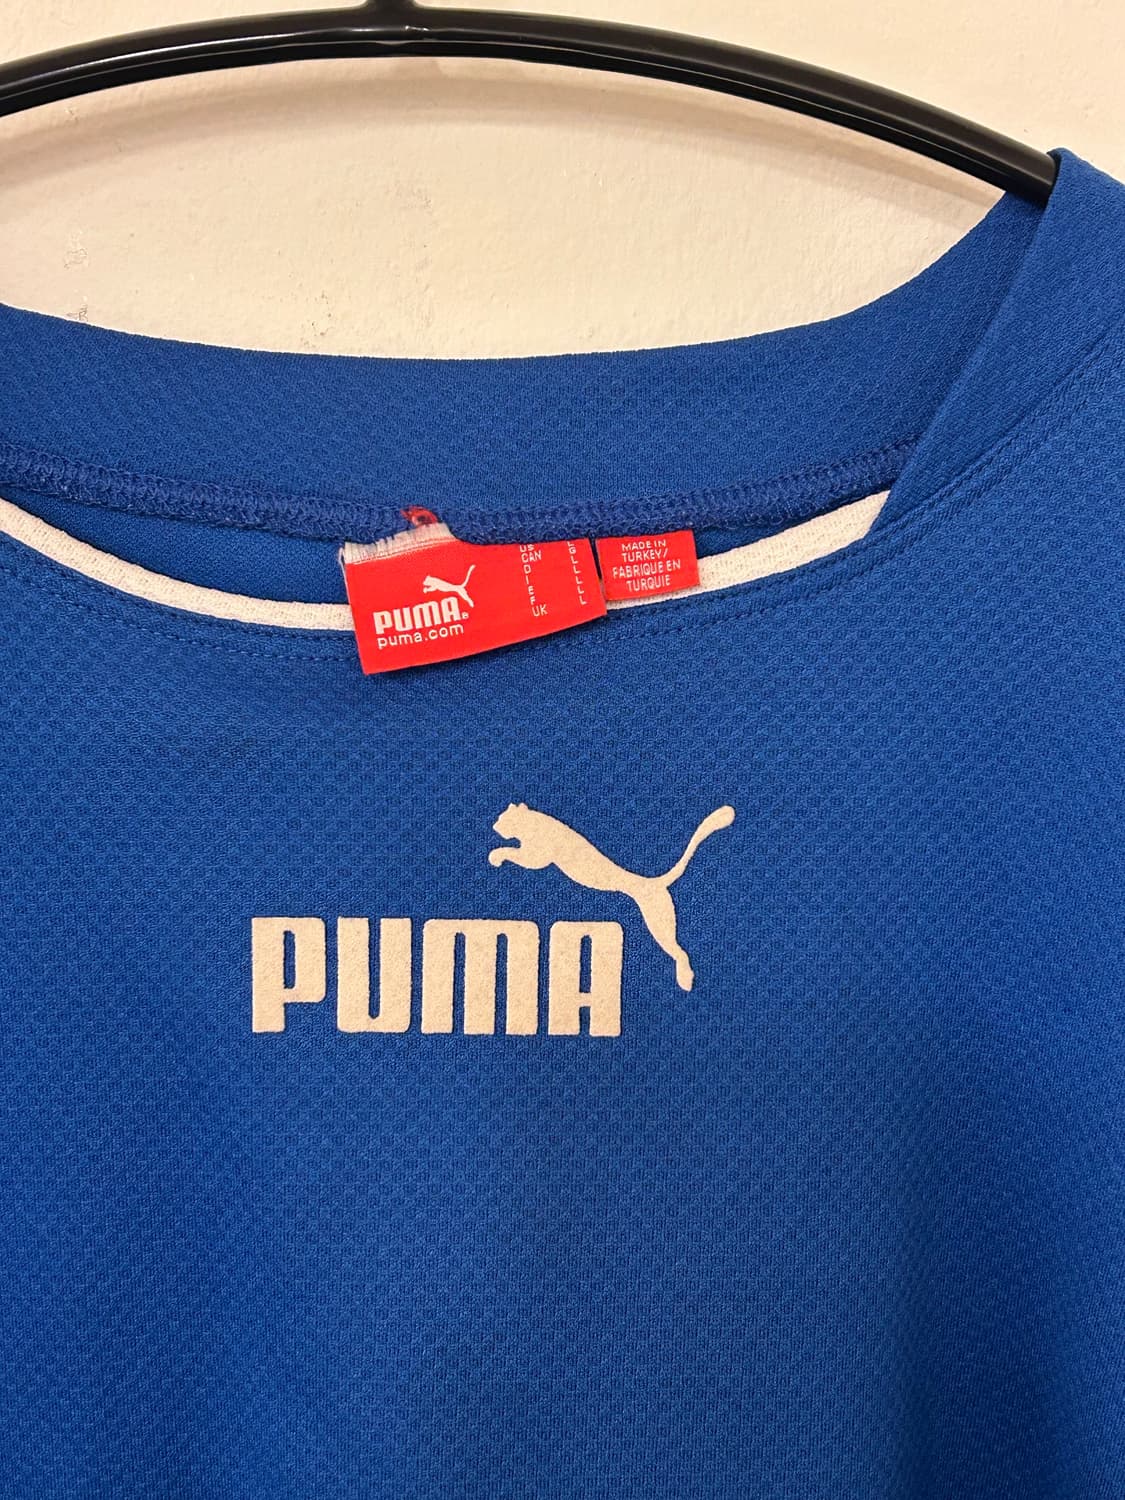 PUMA®
puma.com
US L
CAN G
D L
I L
E L
F L
UK L
MADE IN
TURKEY/
FABRIQUE EN
TURQUIE
PUMA